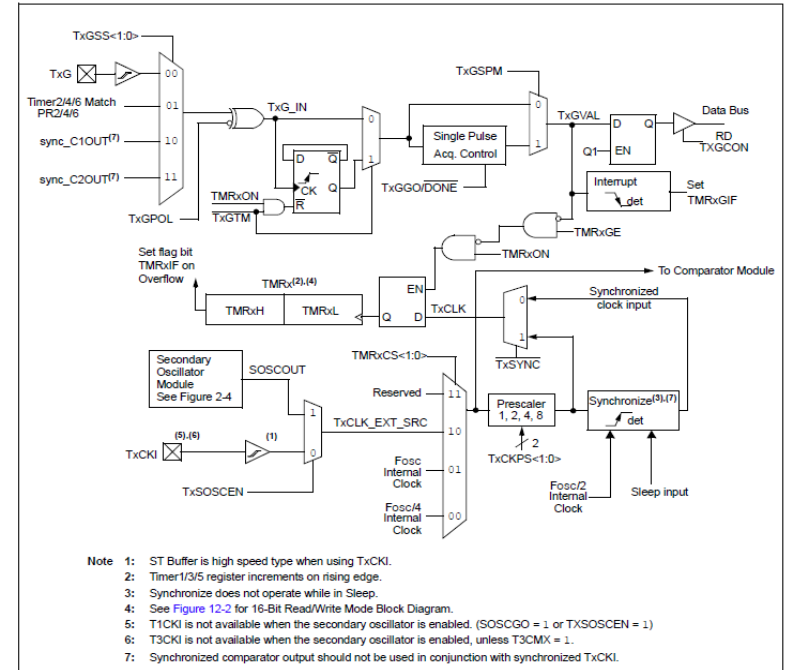 TxGSS<1:0>
TxG
00
Timer2/4/6 Match
PR2/4/6
01
sync_C1OUT(7)
10
sync_C2OUT(7)
11
TxGPOL
TxG_IN
0
1
D Q
CK Q
R
TMRxON
TxGTM
TxGSPM
0
1
Single Pulse
Acq. Control
TxGGO/DONE
TxGVAL
D Q
Q1 EN
Data Bus
RD
TXGCON
Interrupt
det
Set
TMRxGIF
TMRxGE
TMRxON
Set flag bit
TMRxIF on
Overflow
TMRx(2),(4)
TMRxH TMRxL
EN
Q D
TxCLK
To Comparator Module
Synchronized
clock input
0
1
TxSYNC
Secondary
Oscillator
Module
See Figure 2-4
SOSCOUT
TMRxCS<1:0>
Reserved 11
TxCLK_EXT_SRC 10
1
0
(5),(6)
(1)
TxCKI
TxSOSCEN
Fosc
Internal
Clock
01
Fosc/4
Internal
Clock
00
Prescaler
1, 2, 4, 8
2
TxCKPS<1:0>
Synchronize(3),(7)
det
Fosc/2
Internal
Clock
Sleep input
Note 1: ST Buffer is high speed type when using TxCKI.
2: Timer1/3/5 register increments on rising edge.
3: Synchronize does not operate while in Sleep.
4: See Figure 12-2 for 16-Bit Read/Write Mode Block Diagram.
5: T1CKI is not available when the secondary oscillator is enabled. (SOSCGO = 1 or TXSOSCEN = 1)
6: T3CKI is not available when the secondary oscillator is enabled, unless T3CMX = 1.
7: Synchronized comparator output should not be used in conjunction with synchronized TxCKI.